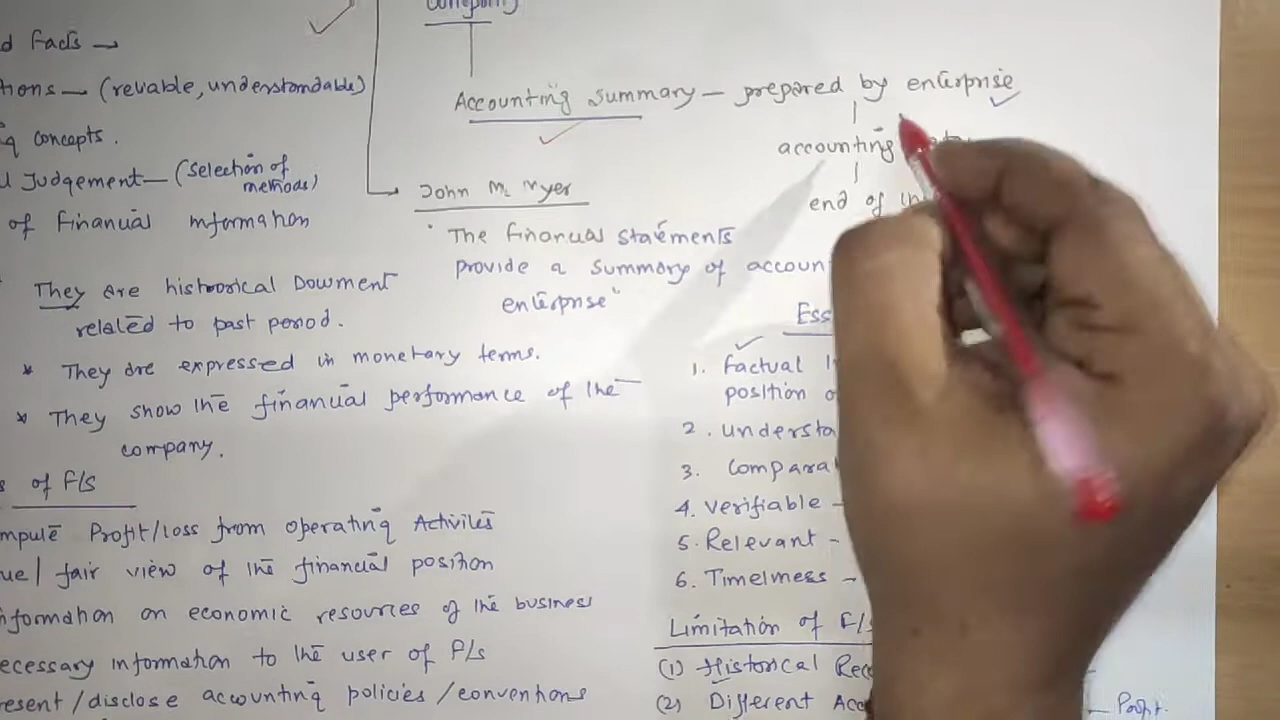 company
d Facts →
tions — (reliable, understandable)
Accounting Summary — prepared by enterprise
g concepts.
accounting
l Judgement — (Selection of
methods)
end of
of financial information
John
"The financial statements
provide a summary of accoun
enterprise"
They are historical Document
related to past period.
* They are expressed in monetary terms.
* They show the financial performance of the
company.
Ess
1. Factual I
position o
2. understa
3. Compara
4. verifiable –
5. Relevant –
6. Timelness –
s of F/S
mpute Profit/loss from operating Activites
ue/ fair view of the financial position
nformation on economic resources of the business
ecessary information to the user of F/s
resent/disclose accounting policies/conventions
Limitation of F/S
(1) Historical Rec
(2) Different Acc
Profit.